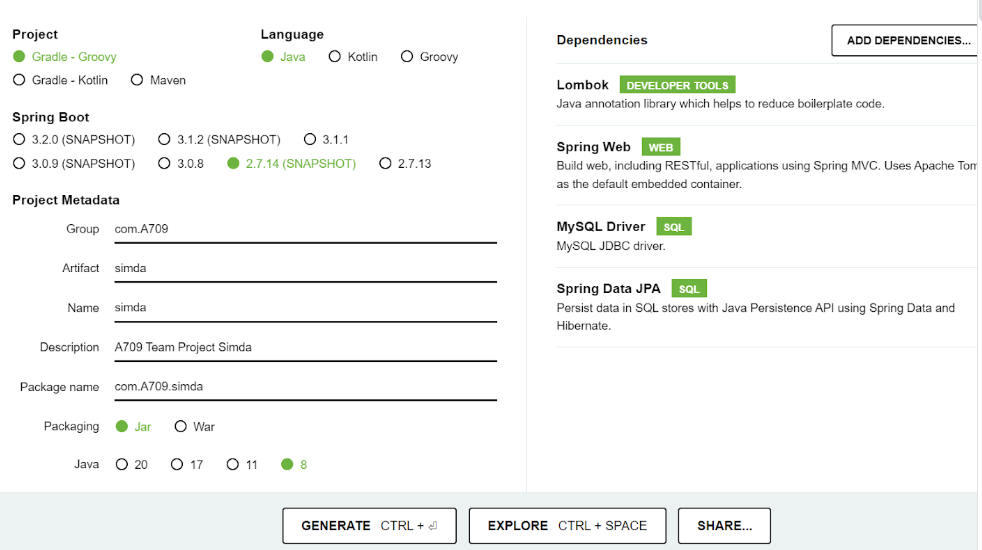 Project
Language
Gradle - Groovy
Java
Kotlin
Groovy
Gradle - Kotlin
Maven
Spring Boot
3.2.0 (SNAPSHOT)
3.1.2 (SNAPSHOT)
3.1.1
3.0.9 (SNAPSHOT)
3.0.8
2.7.14 (SNAPSHOT)
2.7.13
Project Metadata
Group com.A709
Artifact simda
Name simda
Description A709 Team Project Simda
Package name com.A709.simda
Packaging Jar War
Java 20 17 11 8
Dependencies
ADD DEPENDENCIES...
Lombok DEVELOPER TOOLS
Java annotation library which helps to reduce boilerplate code.
Spring Web WEB
Build web, including RESTful, applications using Spring MVC. Uses Apache Tom
as the default embedded container.
MySQL Driver SQL
MySQL JDBC driver.
Spring Data JPA SQL
Persist data in SQL stores with Java Persistence API using Spring Data and
Hibernate.
GENERATE CTRL + ⏎
EXPLORE CTRL + SPACE
SHARE...